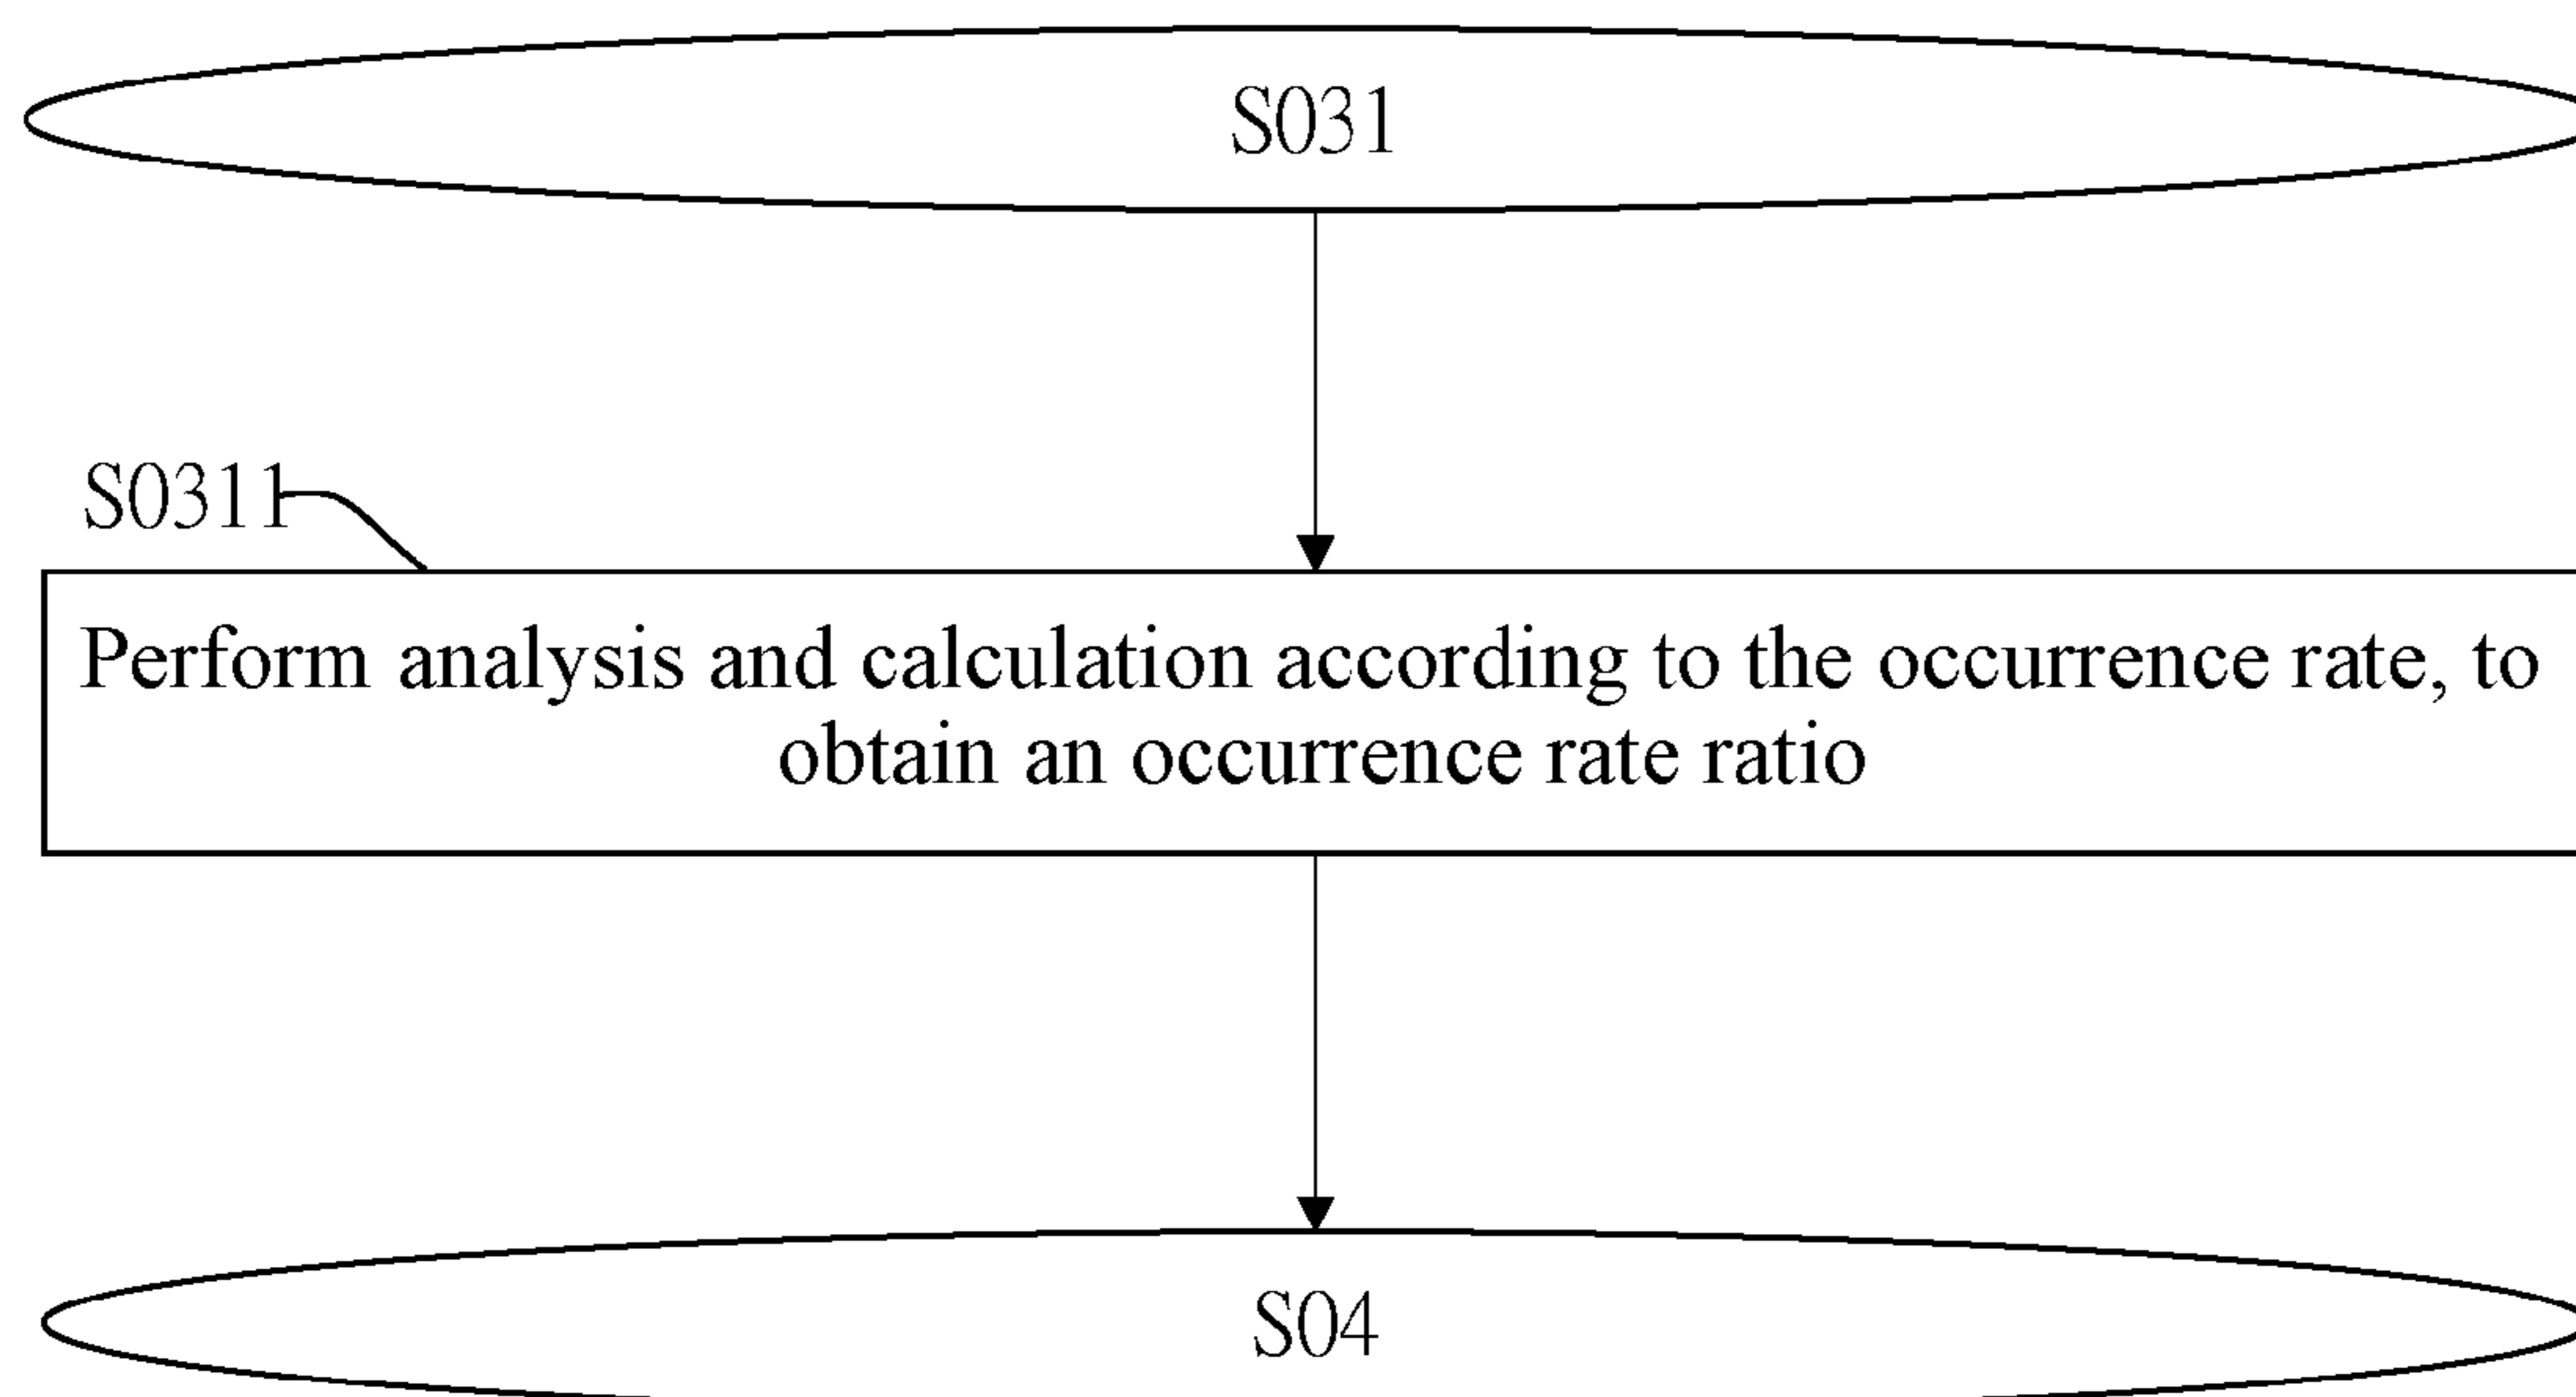 S031
S0311
Perform analysis and calculation according to the occurrence rate, to
obtain an occurrence rate ratio
S04